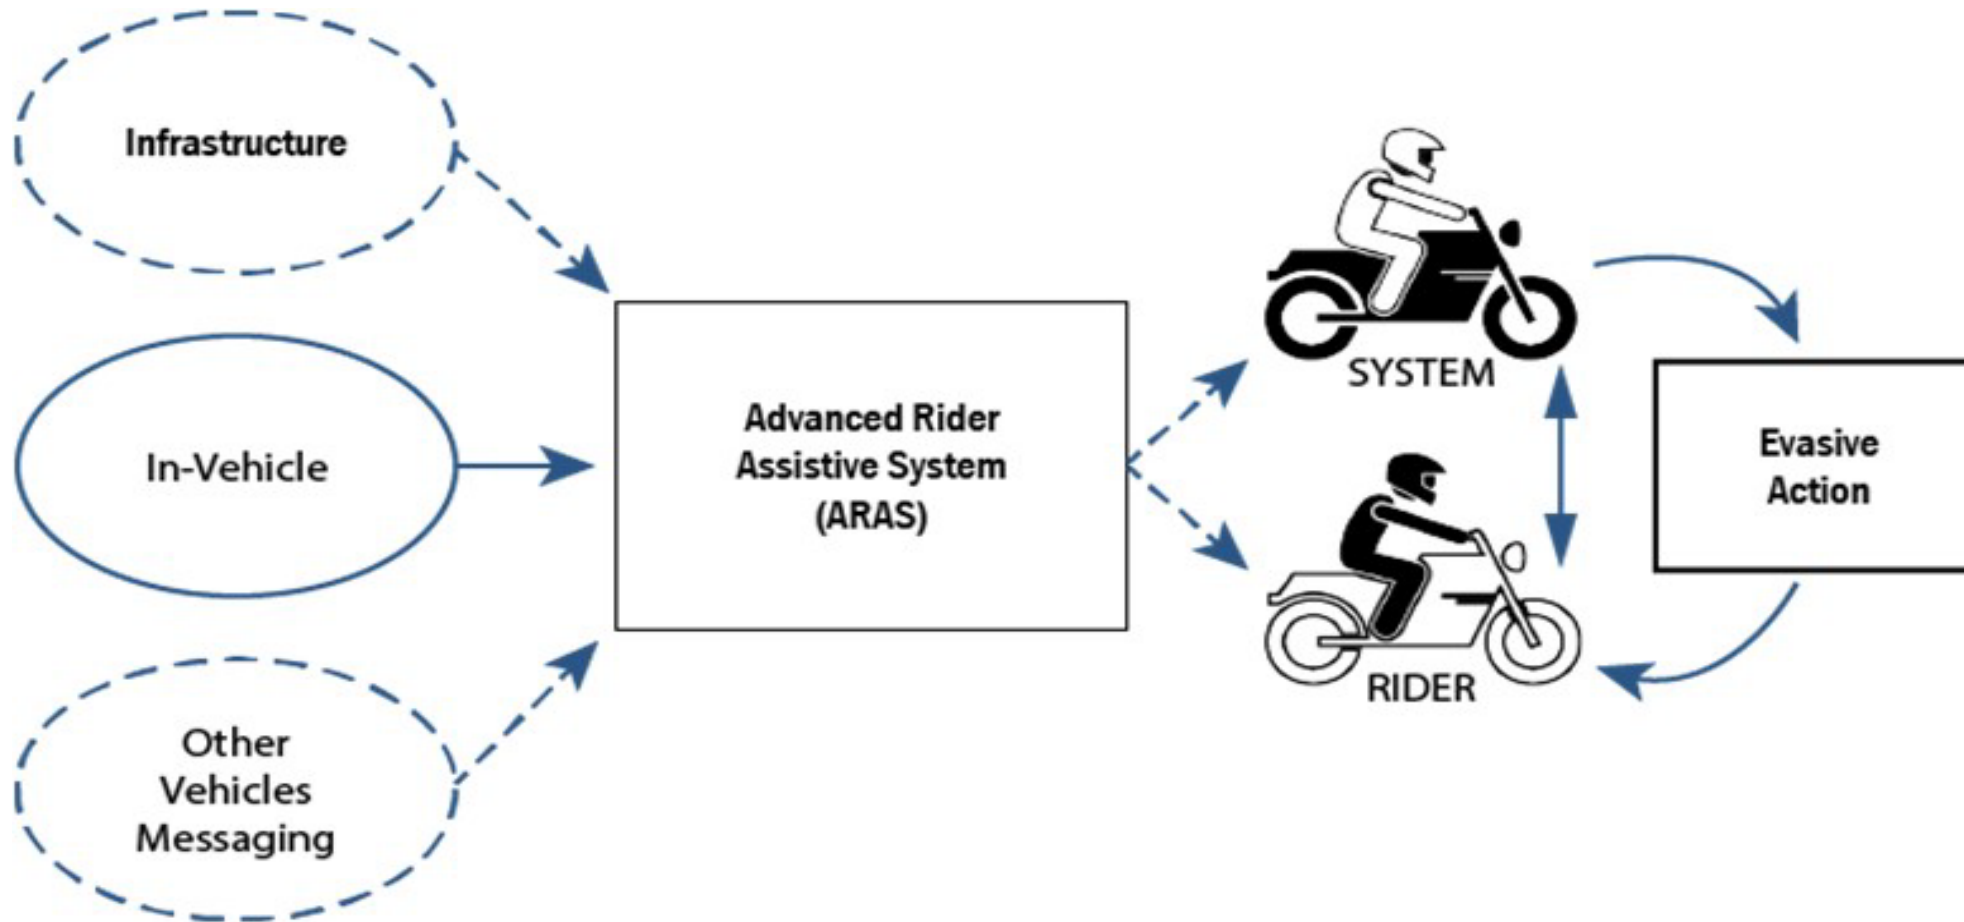 Infrastructure
In-Vehicle
Other
Vehicles
Messaging
Advanced Rider
Assistive System
(ARAS)
SYSTEM
RIDER
Evasive
Action